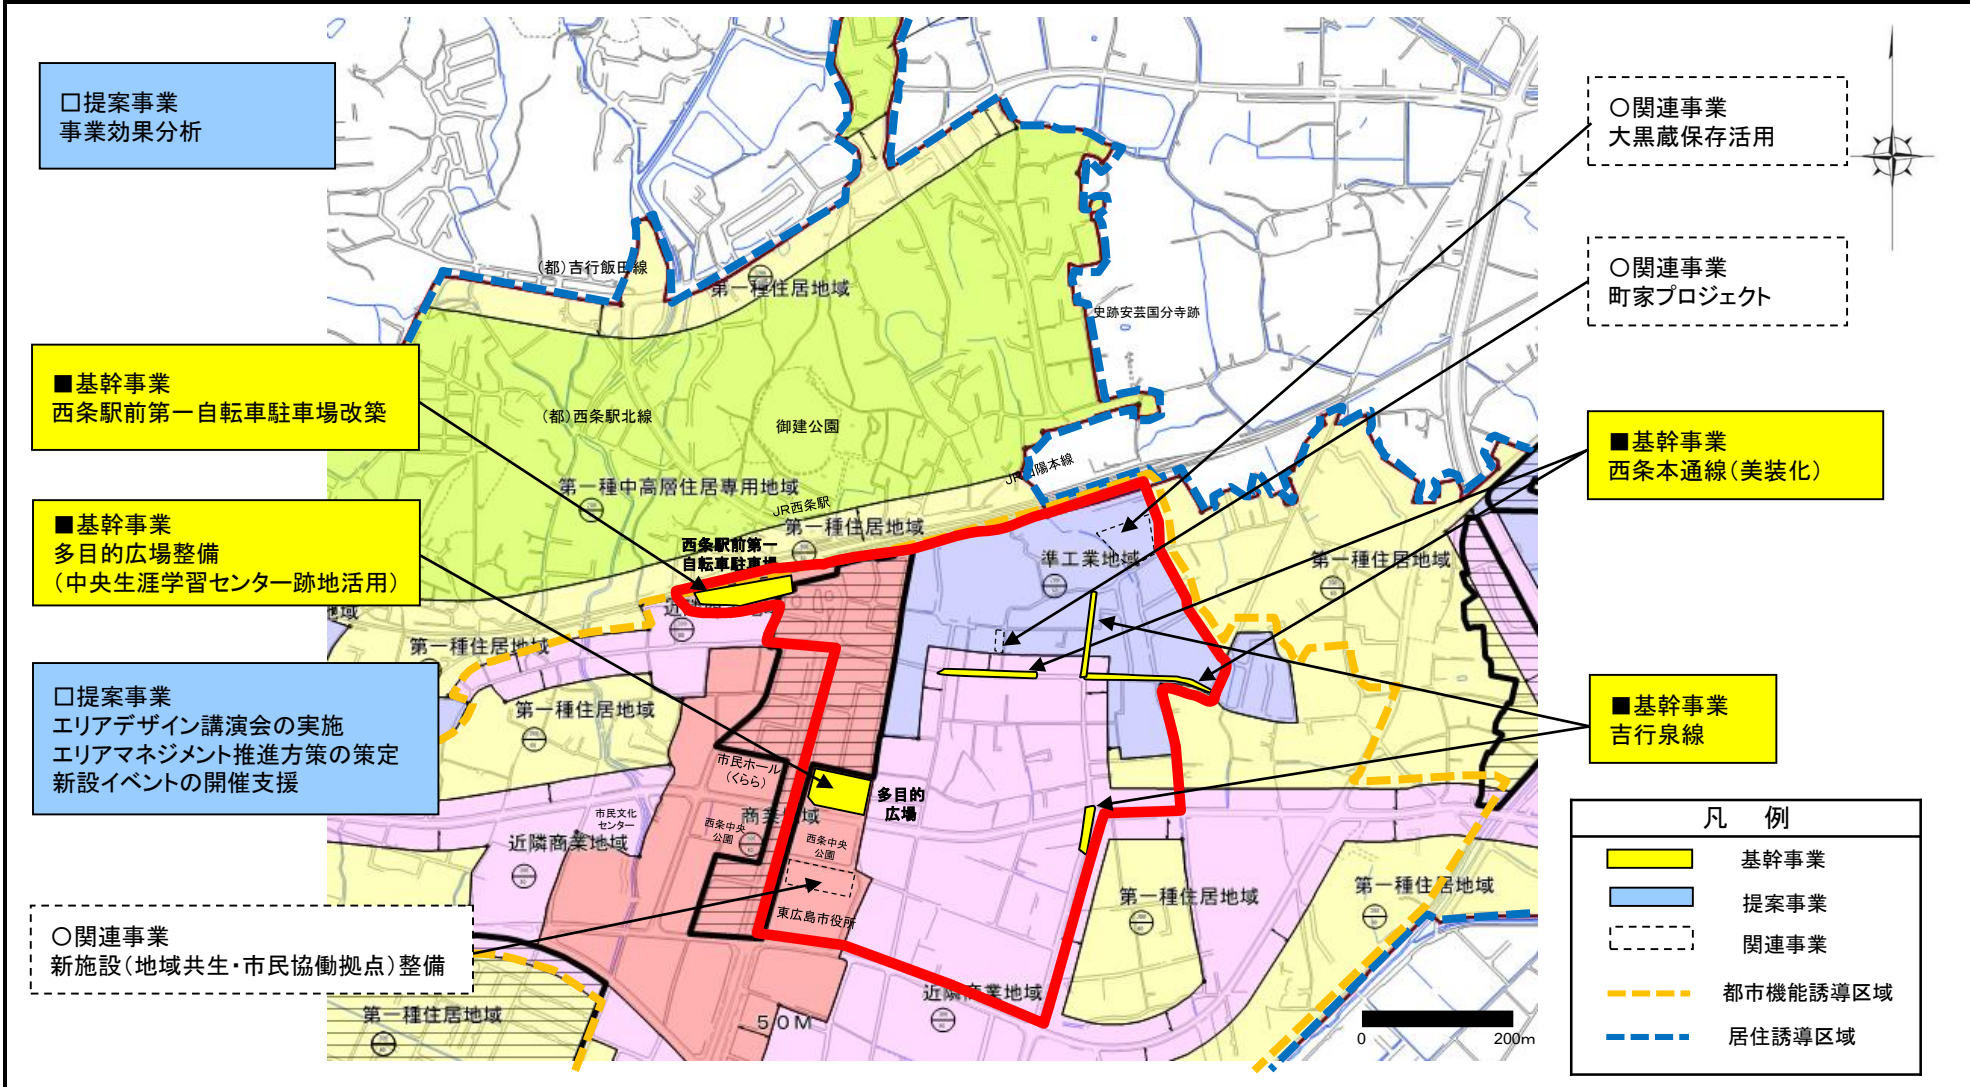 □提案事業
事業効果分析
■基幹事業
西条駅前第一自転車駐車場改築
■基幹事業
多目的広場整備
（中央生涯学習センター跡地活用）
□提案事業
エリアデザイン講演会の実施
エリアマネジメント推進方策の策定
新設イベントの開催支援
○関連事業
新施設（地域共生・市民協働拠点）整備
○関連事業
大黒蔵保存活用
○関連事業
町家プロジェクト
■基幹事業
西条本通線（美装化）
■基幹事業
吉行泉線
(都)吉行飯田線
第一種住居地域
史跡安芸国分寺跡
(都)西条駅北線
御建公園
JR山陽本線
第一種中高層住居専用地域
JR西条駅
第一種住居地域
西条駅前第一
自転車駐車場
準工業地域
第一種住居地域
第一種住居地域
第一種住居地域
市民ホール
（くらら）
多目的
広場
商業地域
市民文化
センター
西条中央
公園
西条中央
公園
近隣商業地域
東広島市役所
第一種住居地域
第一種住居地域
近隣商業地域
第一種住居地域
50M
0
200m
凡 例
基幹事業
提案事業
関連事業
都市機能誘導区域
居住誘導区域